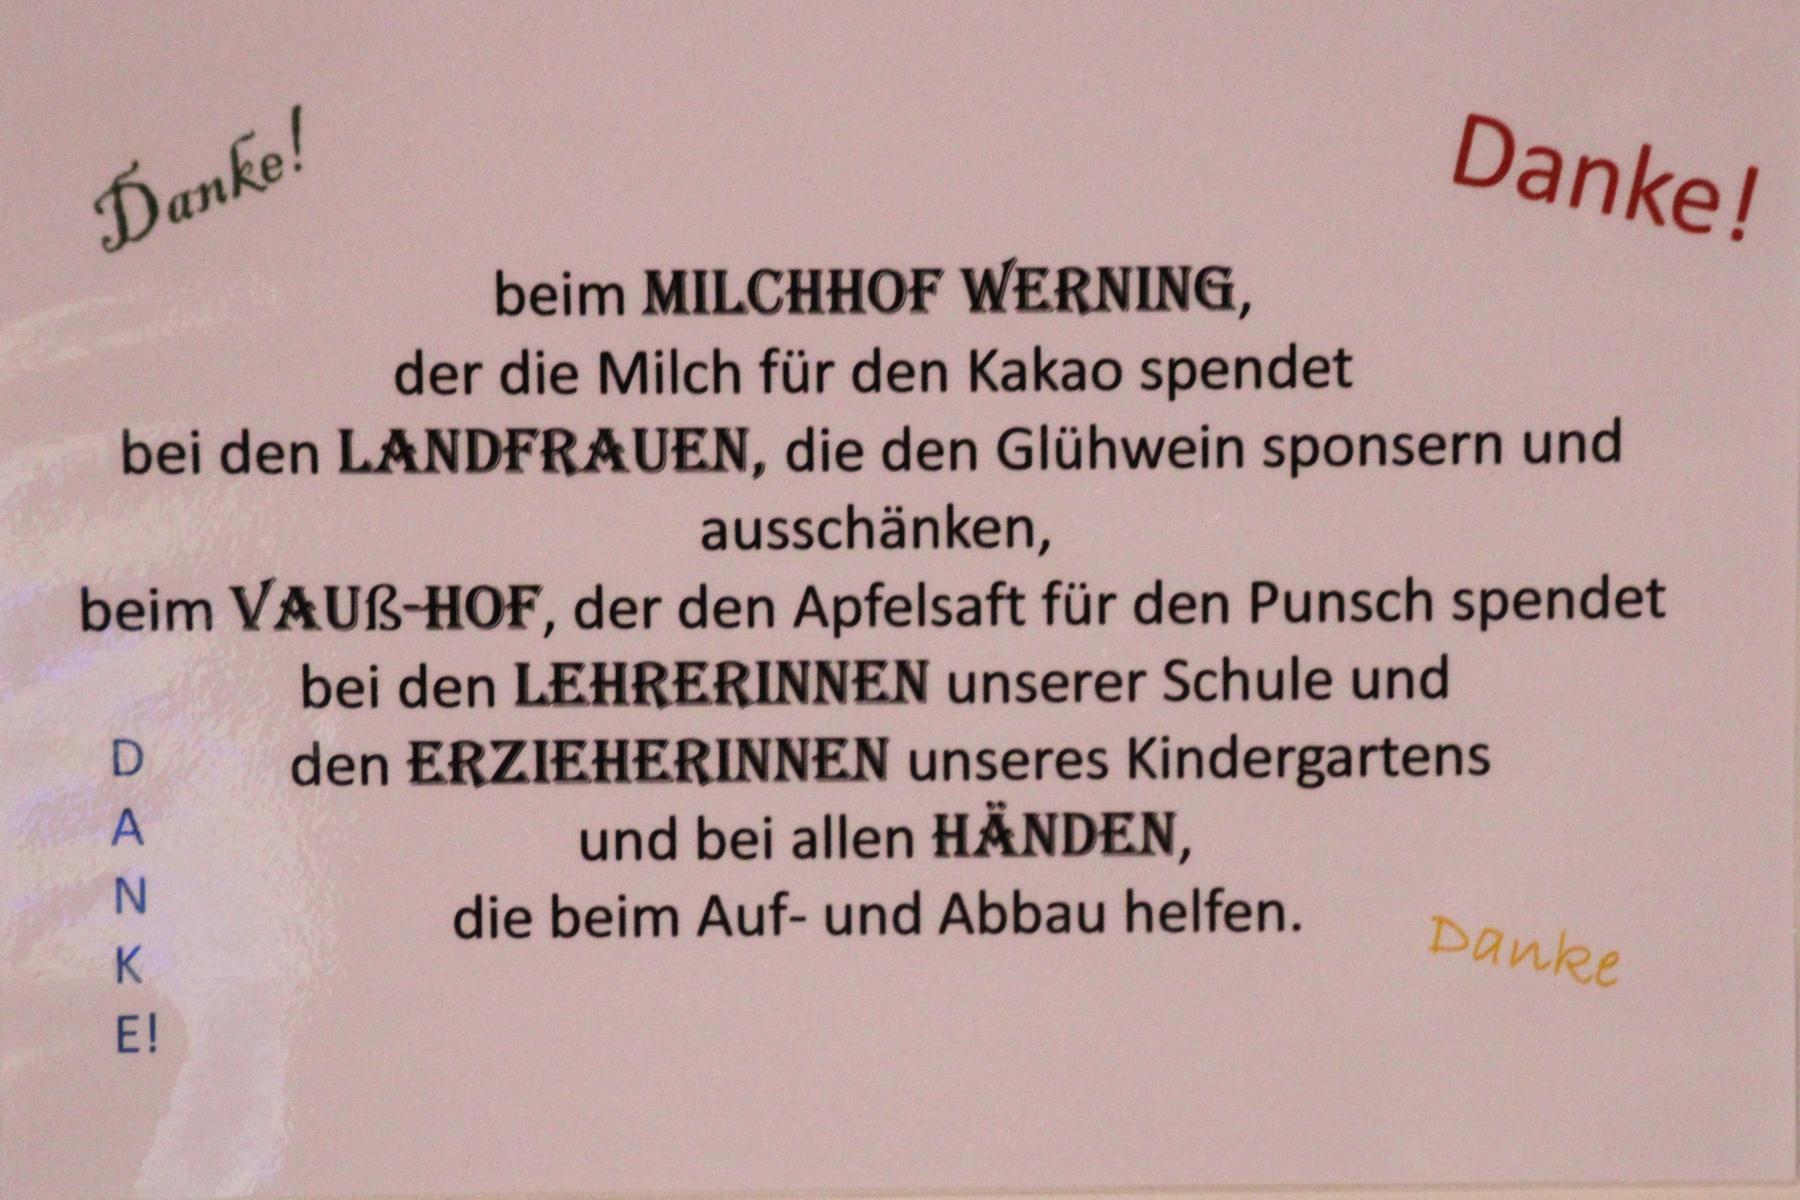 Danke!
Danke!
beim MILCHHOF WERNING,
der die Milch für den Kakao spendet
bei den LANDFRAUEN, die den Glühwein sponsern und
ausschänken,
beim VAUß-HOF, der den Apfelsaft für den Punsch spendet
bei den LEHRERINNEN unserer Schule und
den ERZIEHERINNEN unseres Kindergartens
und bei allen HÄNDEN,
die beim Auf- und Abbau helfen.
D
A
N
K
E!
Danke